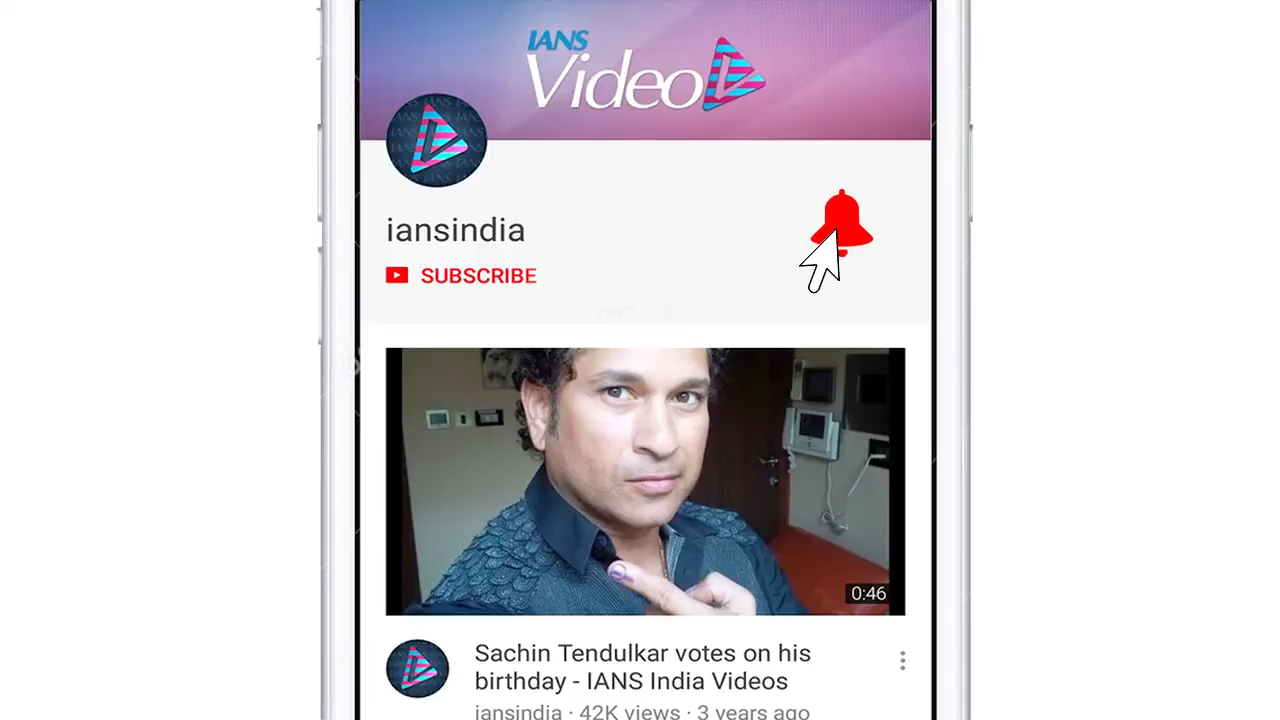 IANS
Video
iansindia
SUBSCRIBE
0:46
Sachin Tendulkar votes on his
birthday - IANS India Videos
iansindia · 42K views · 3 years ago